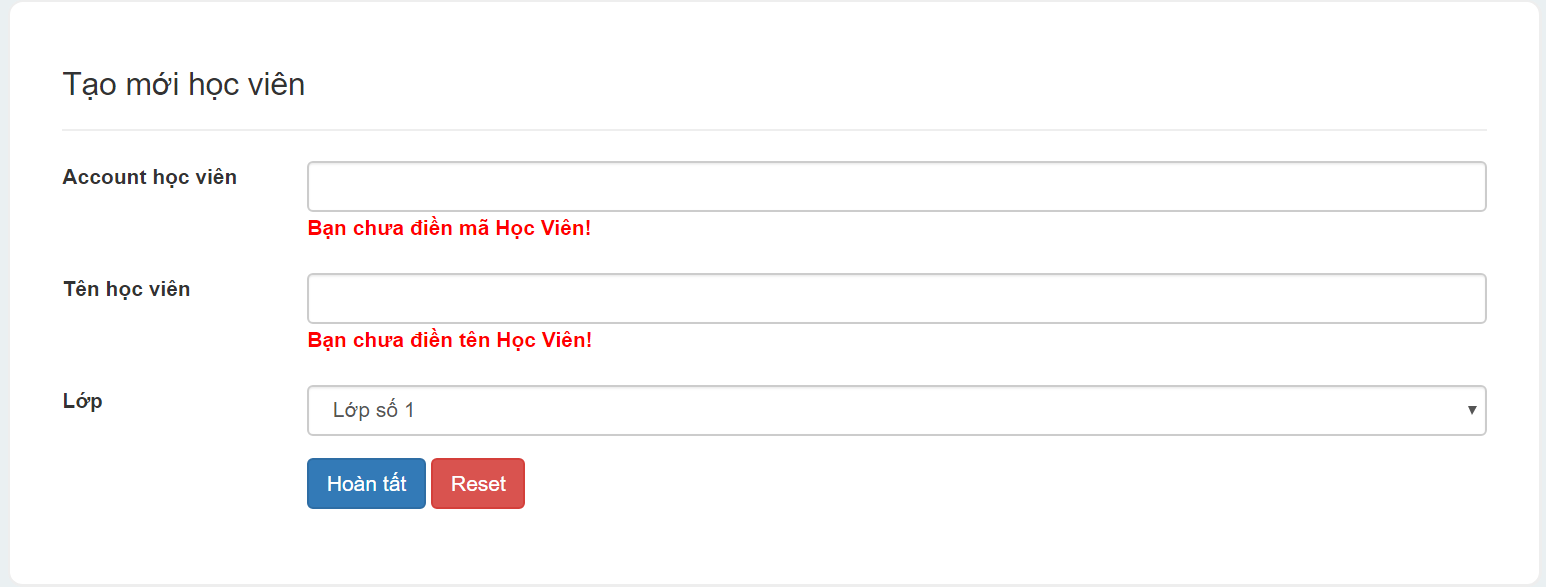 Tạo mới học viên
Account học viên
Bạn chưa điền mã Học Viên!
Tên học viên
Bạn chưa điền tên Học Viên!
Lớp
Lớp số 1
Hoàn tất Reset